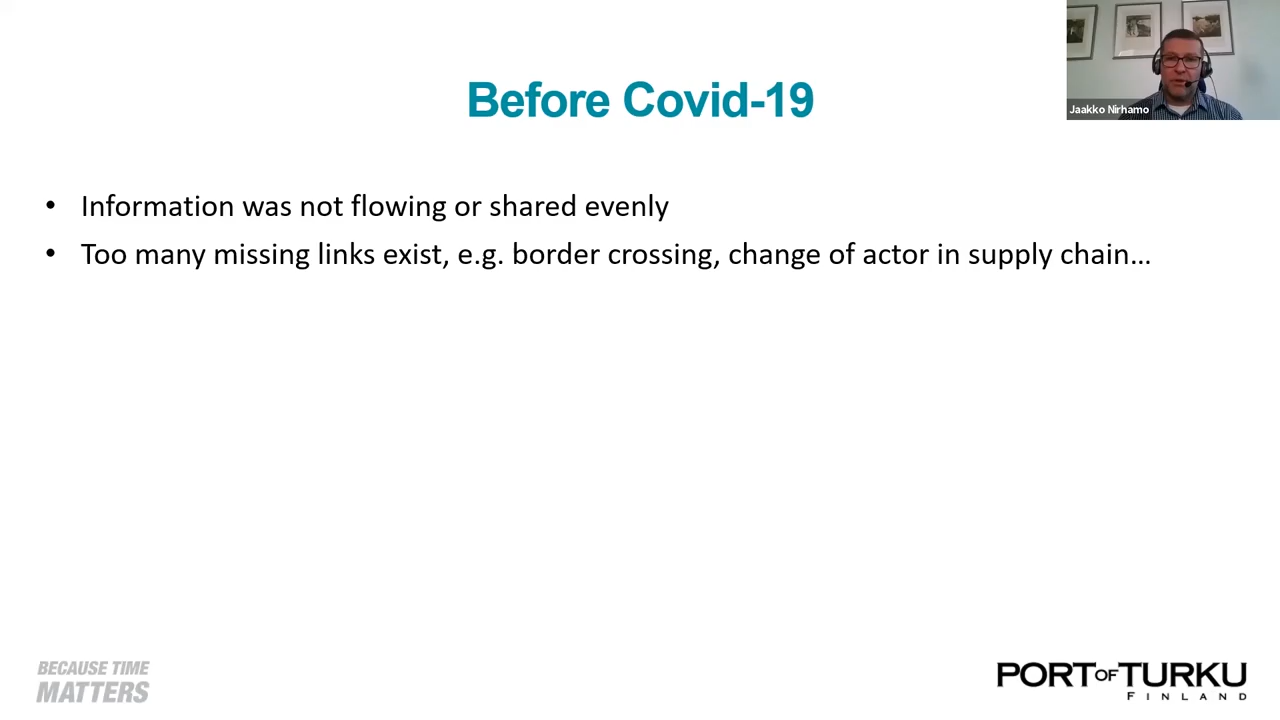 Before Covid-19
Jaakko Nirhamo
• Information was not flowing or shared evenly
• Too many missing links exist, e.g. border crossing, change of actor in supply chain...
BECAUSE TIME
MATTERS
PORT OF TURKU
FINLAND